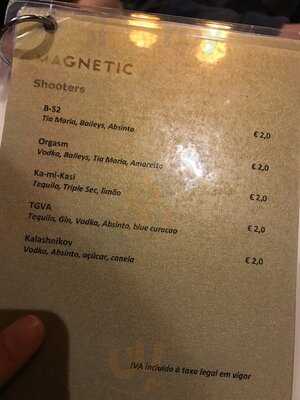 MAGNETIC
Shooters
B-52
Tia Maria, Baileys, Absinto
€ 2,0
Orgasm
Vodka, Baileys, Tia Maria, Amaretto
€ 2,0
Ka-mi-Kasi
Tequila, Triple Sec, limão
€ 2,0
TGVA
Tequila, Gin, Vodka, Absinto, blue curacao
€ 2,0
Kalashnikov
Vodka, Absinto, açúcar, canela
€ 2,0
IVA incluído à taxa legal em vigor